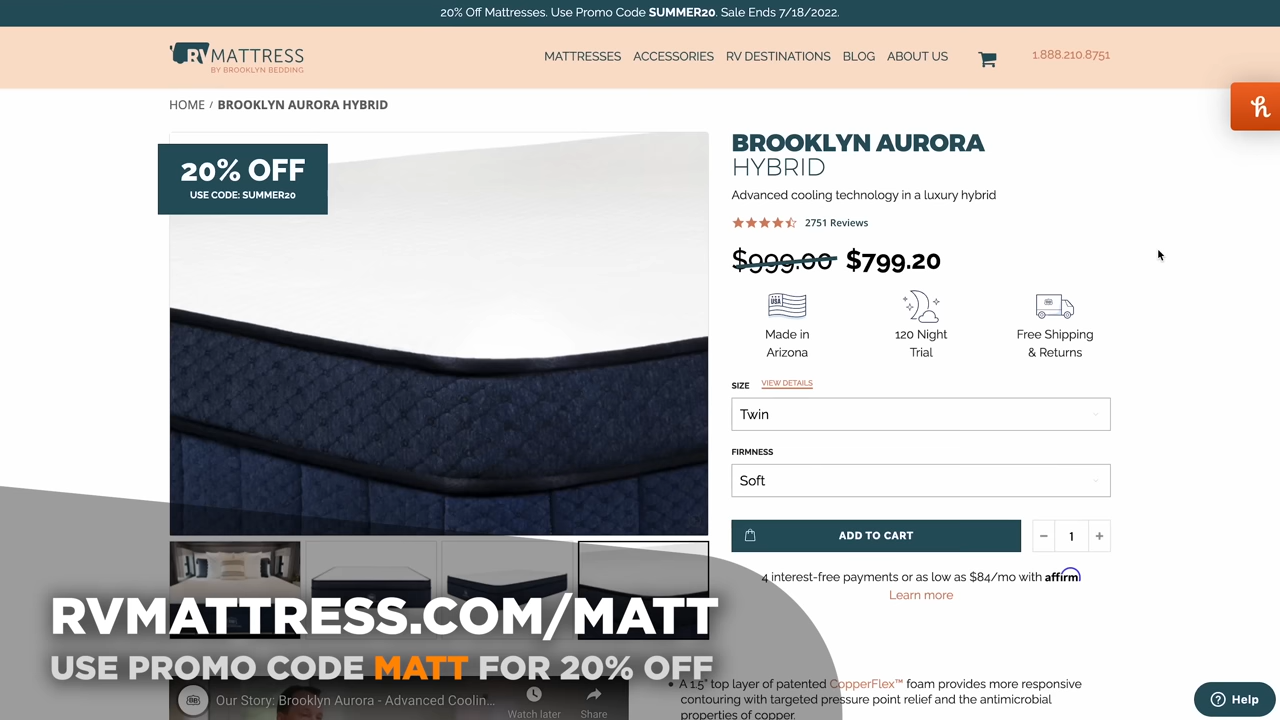 20% Off Mattresses. Use Promo Code SUMMER20. Sale Ends 7/18/2022.
RVMATTRESS
BY BROOKLYN BEDDING
MATTRESSES ACCESSORIES RV DESTINATIONS BLOG ABOUT US
1.888.210.8751
HOME / BROOKLYN AURORA HYBRID
20% OFF
USE CODE: SUMMER20
BROOKLYN AURORA
HYBRID
Advanced cooling technology in a luxury hybrid
2751 Reviews
$999.00 $799.20
USA
Made in
Arizona
120 Night
Trial
Free Shipping
& Returns
SIZE VIEW DETAILS
Twin
FIRMNESS
Soft
ADD TO CART
− 1 +
4 interest-free payments or as low as $84/mo with affirm
Learn more
RVMATTRESS.COM/MATT
USE PROMO CODE MATT FOR 20% OFF
Our Story: Brooklyn Aurora - Advanced Coolin...
Watch later
Share
• A 1.5" top layer of patented CopperFlex™ foam provides more responsive
contouring with targeted pressure point relief and the antimicrobial
properties of copper.
Help